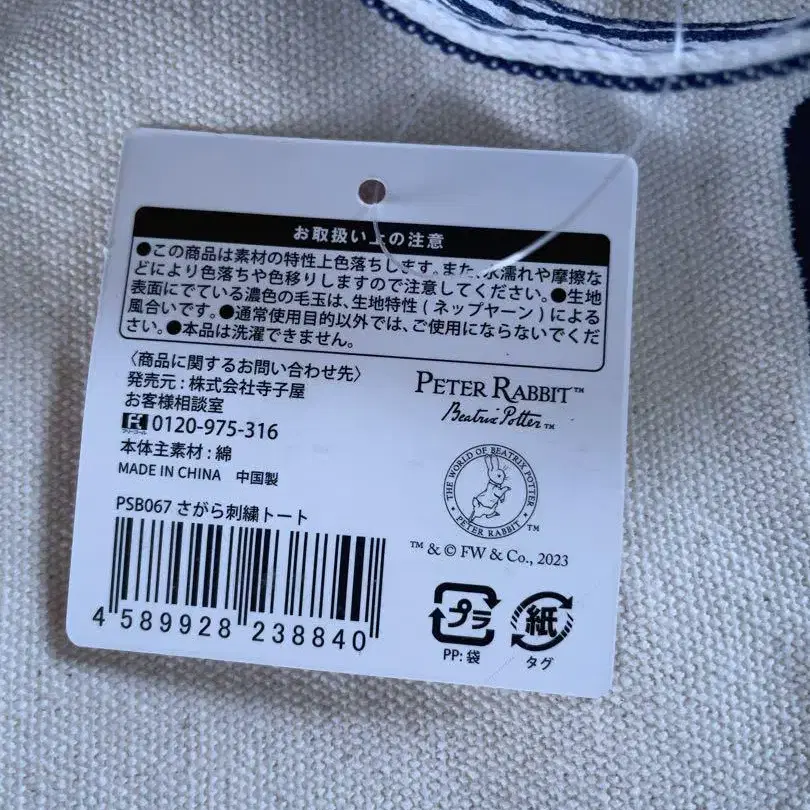 お取扱い上の注意
●この商品は素材の特性上色落ちします。また、水濡れや摩擦な
どにより色落ちや色移りしますので注意してください。●生地
表面にでている濃色の毛玉は、生地特性(ネップヤーン)による
風合いです。●通常使用目的以外では、ご使用にならないでくだ
さい。●本品は洗濯できません。
〈商品に関するお問い合わせ先〉
発売元:株式会社寺子屋
お客様相談室
0120-975-316
本体主素材:綿
MADE IN CHINA 中国製
PSB067 さがら刺繍トート
4 589928 238840
PETER RABBIT™
Beatrix Potter™
THE WORLD OF BEATRIX POTTER
PETER RABBIT
™
™ & © FW & Co., 2023
プラ
PP:袋
紙
タグ